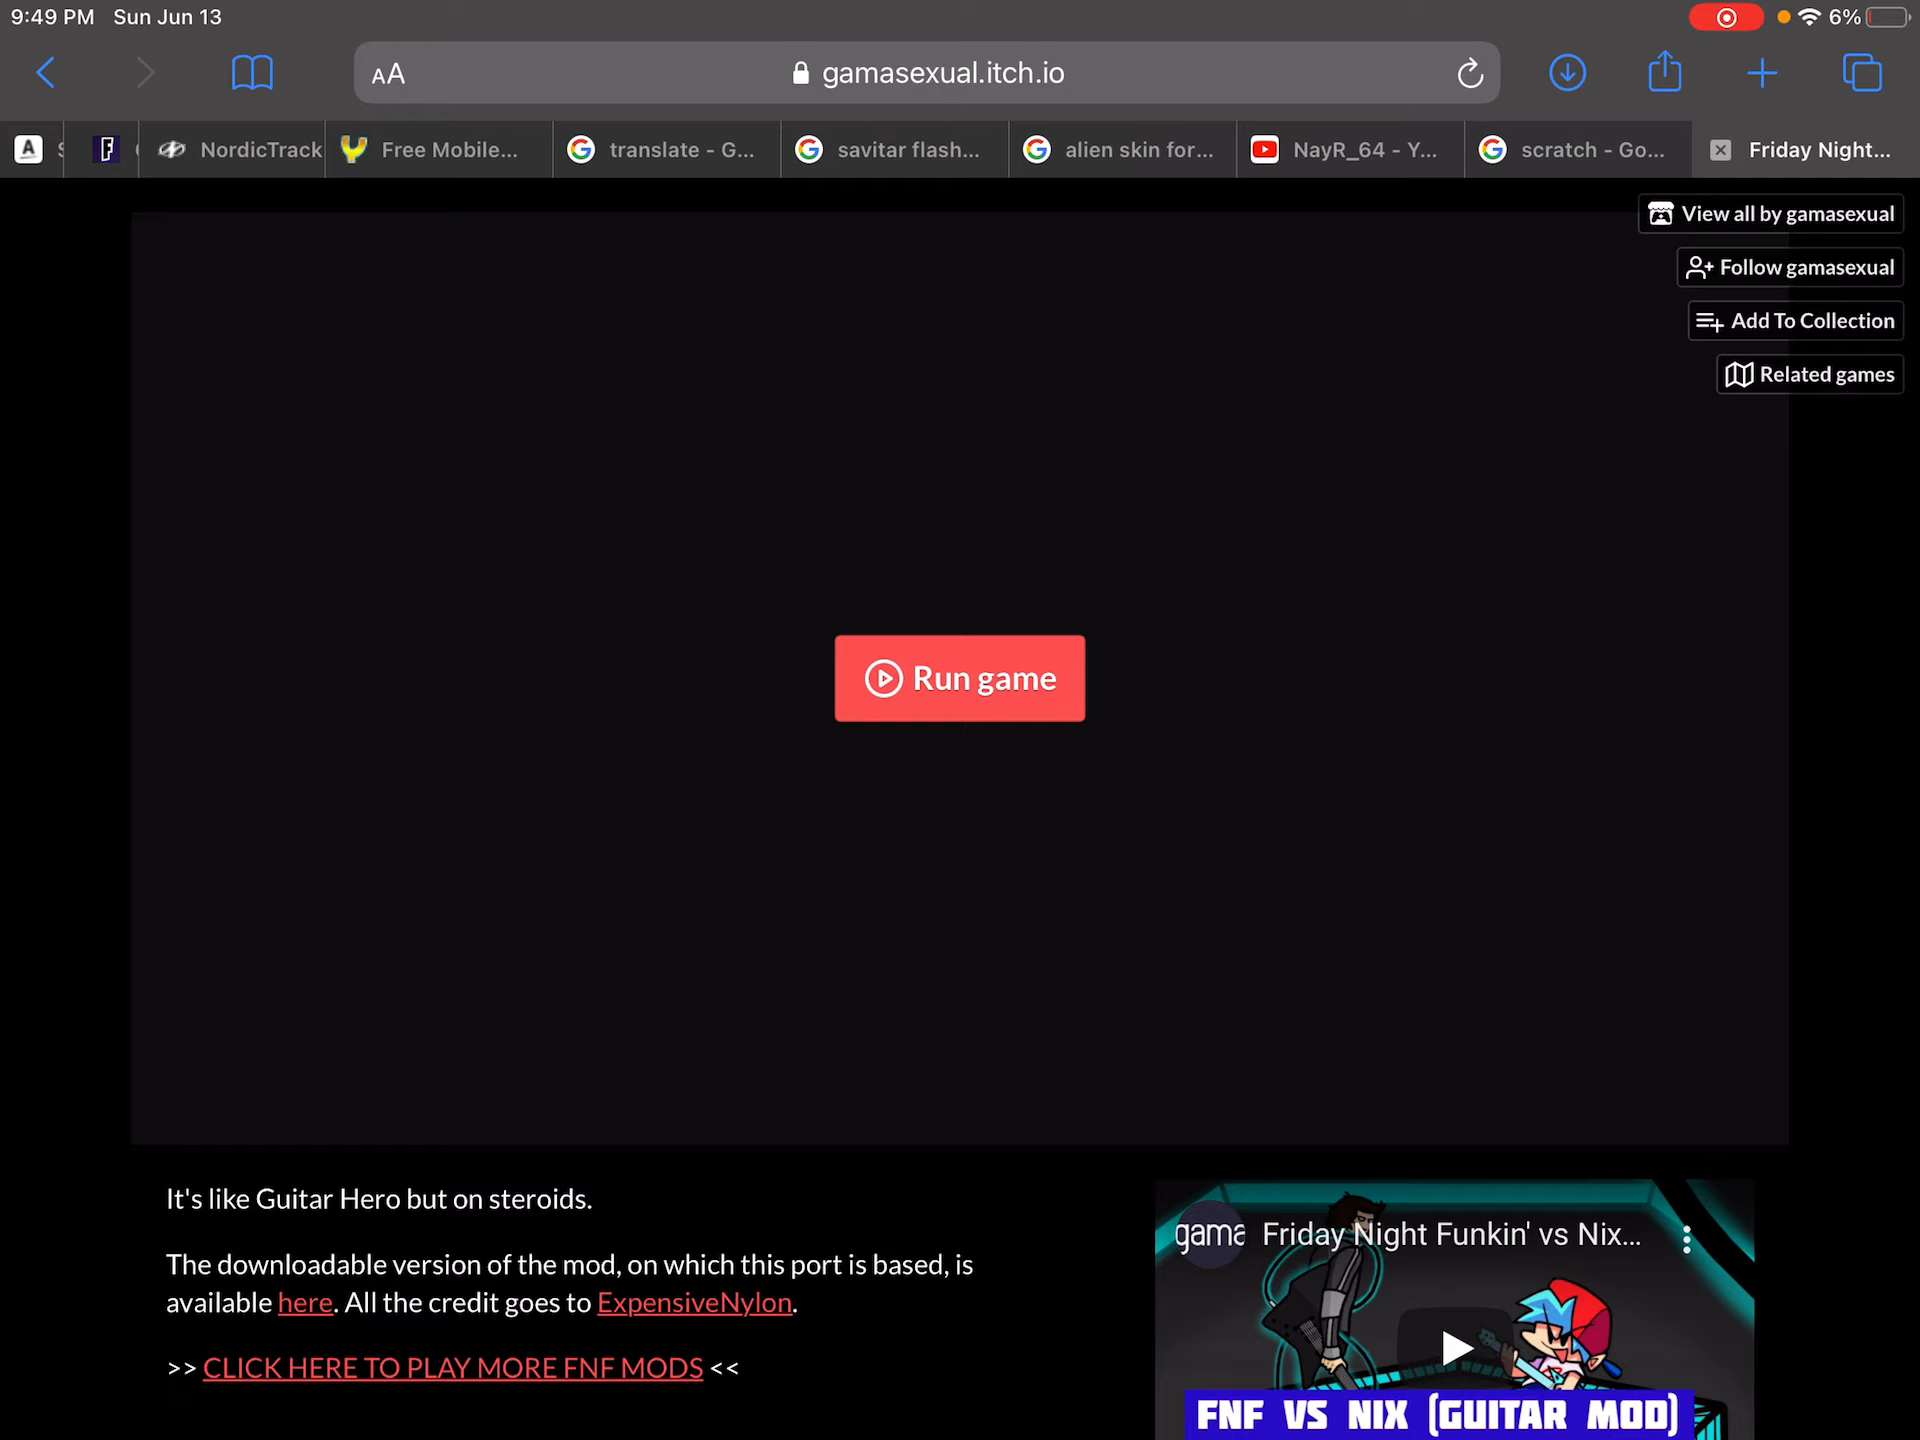 9:49 PM Sun Jun 13 6%
AA gamasexual.itch.io
A S F ( NordicTrack Free Mobile... translate - G... savitar flash... alien skin for... NayR_64 - Y... scratch - Go... Friday Night...
View all by gamasexual
Follow gamasexual
Add To Collection
Related games
Run game
It's like Guitar Hero but on steroids.
The downloadable version of the mod, on which this port is based, is
available here. All the credit goes to ExpensiveNylon.
>> CLICK HERE TO PLAY MORE FNF MODS <<
gama Friday Night Funkin' vs Nix...
FNF VS NIX (GUITAR MOD)